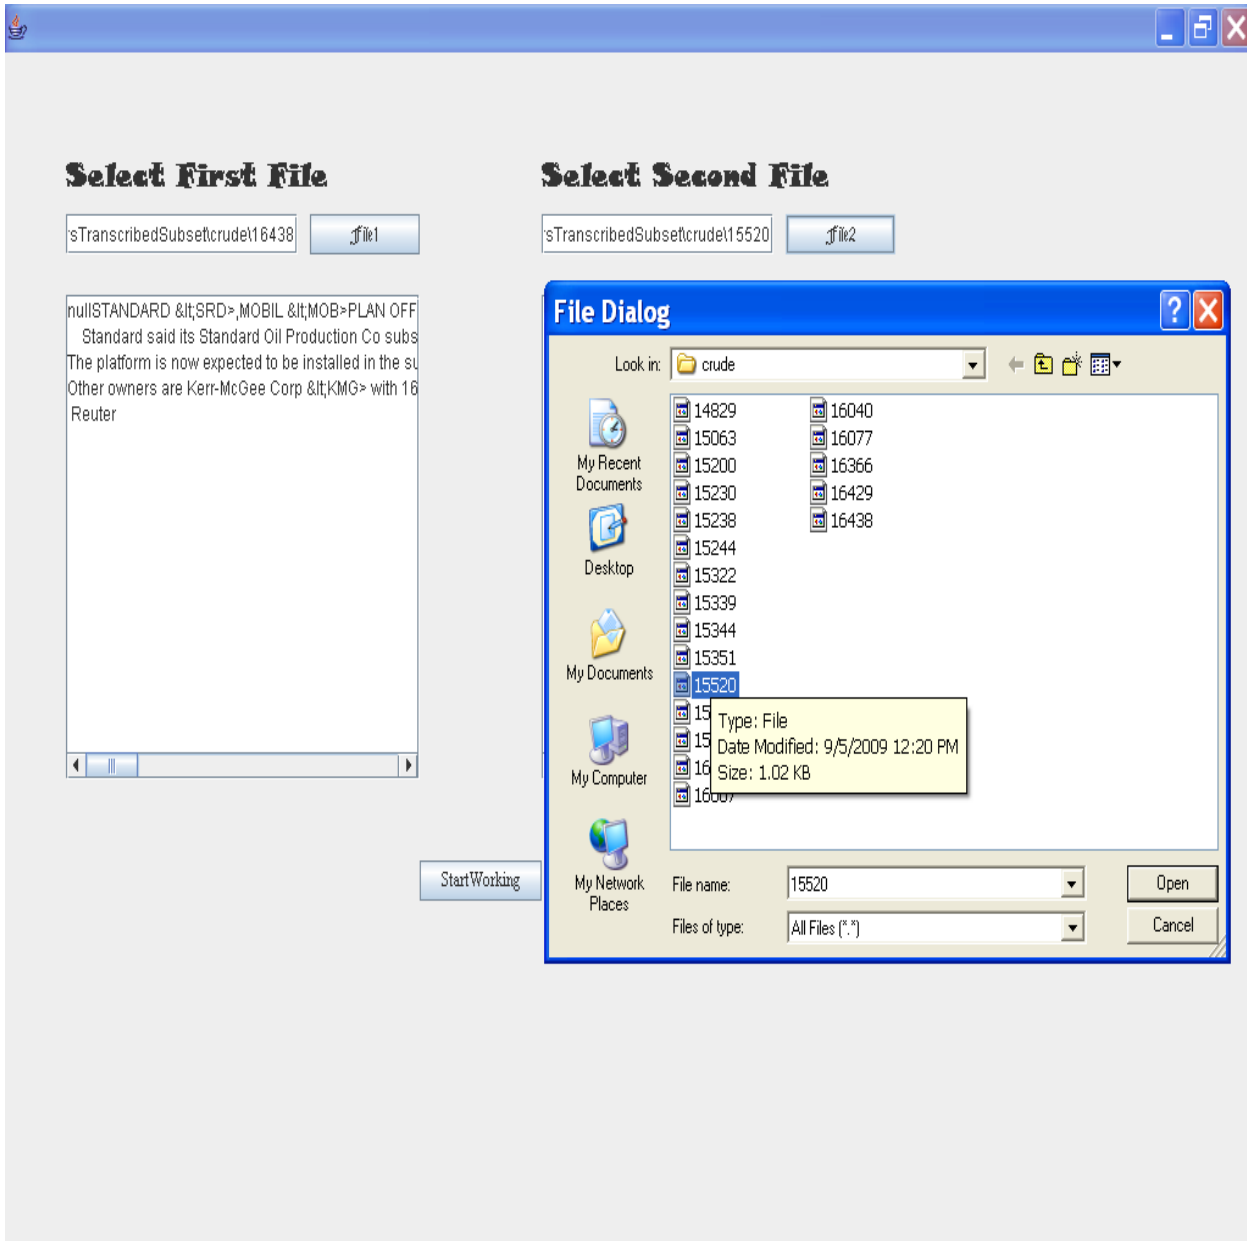 Select First File
Select Second File
sTranscribedSubset\crude\16438
File1
sTranscribedSubset\crude\15520
File2
nullSTANDARD &lt;SRD>,MOBIL &lt;MOB>PLAN OFF
Standard said its Standard Oil Production Co subs
The platform is now expected to be installed in the su
Other owners are Kerr-McGee Corp &lt;KMG> with 16
Reuter
StartWorking
File Dialog
Look in:
crude
My Recent
Documents
Desktop
My Documents
My Computer
My Network
Places
14829
15063
15200
15230
15238
15244
15322
15339
15344
15351
15520
15
15
16
16040
16077
16366
16429
16438
Type: File
Date Modified: 9/5/2009 12:20 PM
Size: 1.02 KB
File name:
15520
Open
Files of type:
All Files (*.*)
Cancel